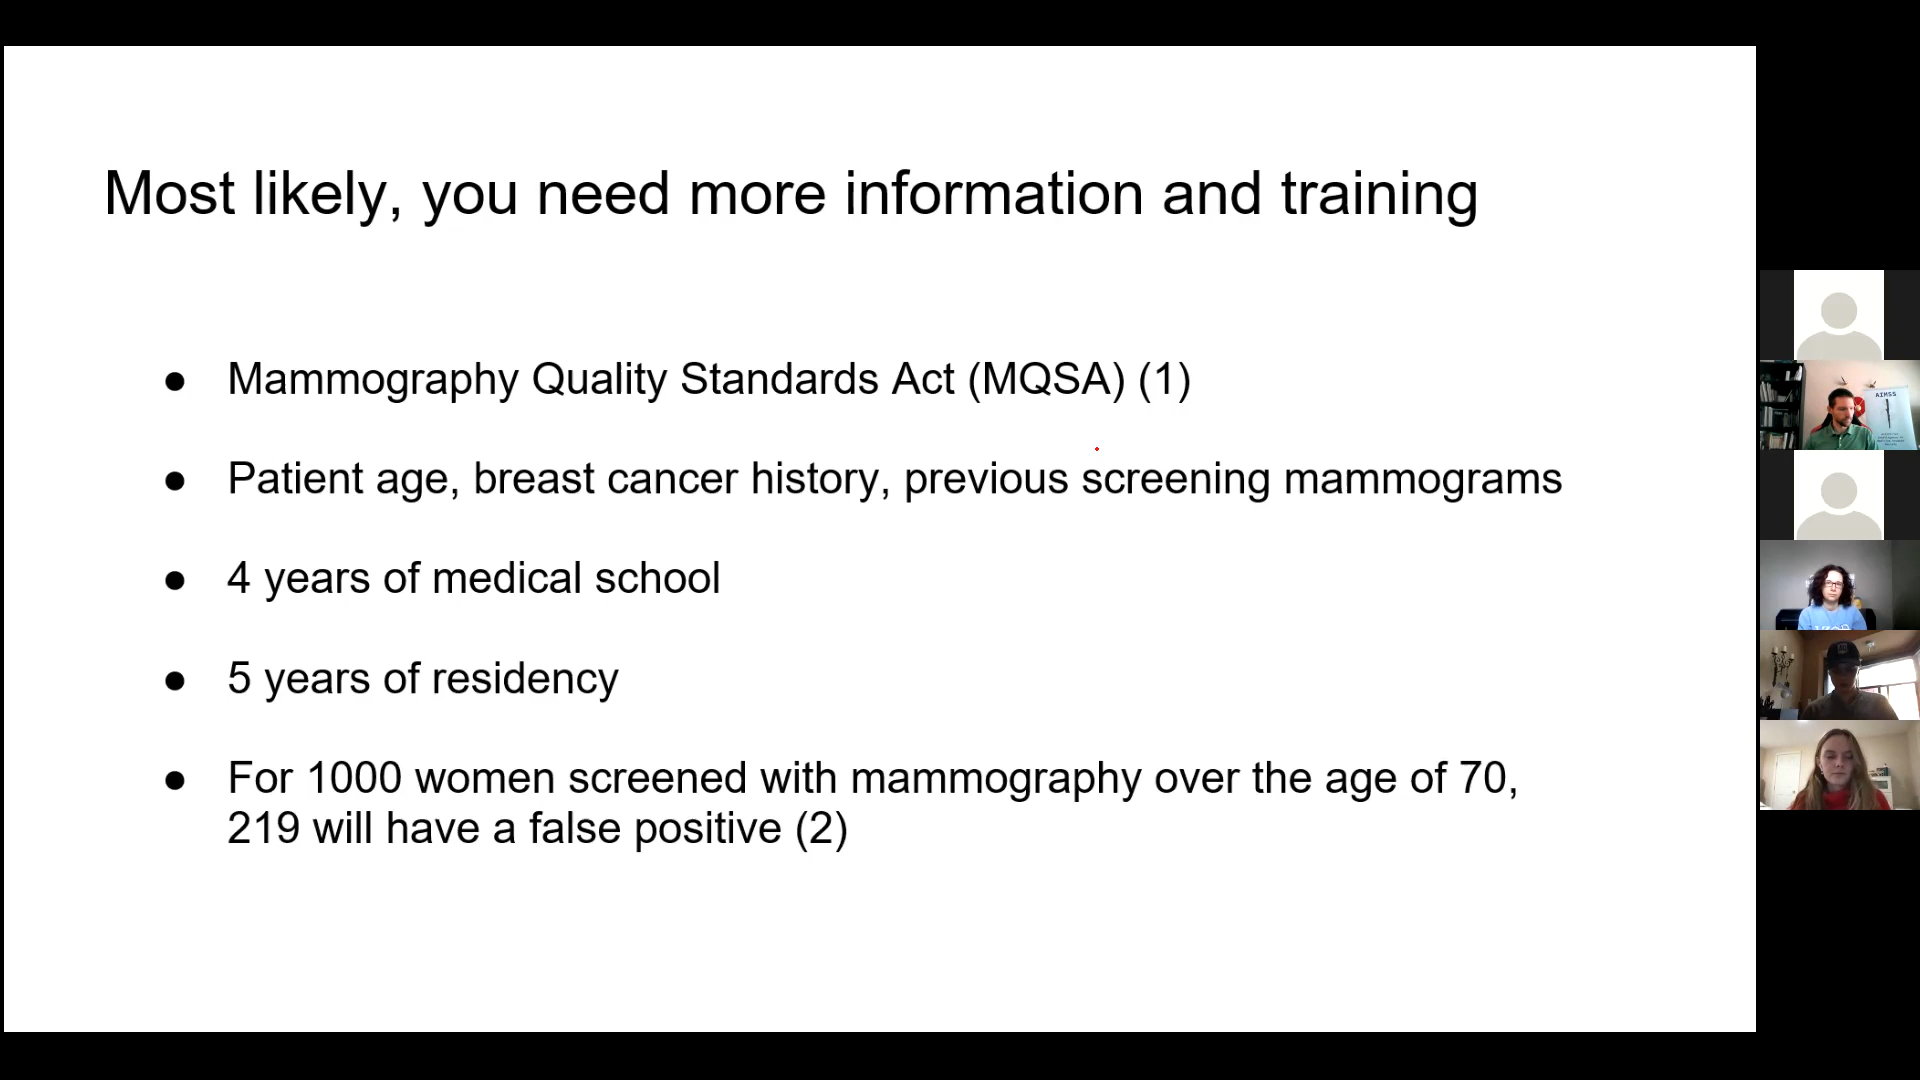 Most likely, you need more information and training
● Mammography Quality Standards Act (MQSA) (1)
● Patient age, breast cancer history, previous screening mammograms
● 4 years of medical school
● 5 years of residency
● For 1000 women screened with mammography over the age of 70,
219 will have a false positive (2)
AIMSS